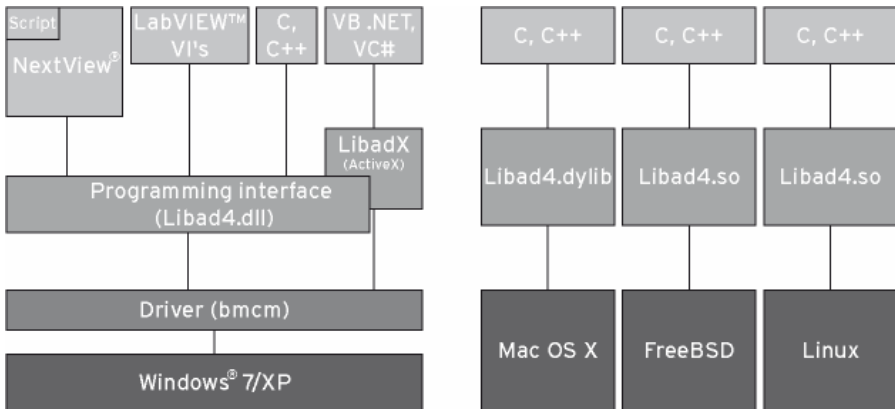 Script
NextView®
LabVIEW™
VI's
C,
C++
VB .NET,
VC#
LibadX
(ActiveX)
Programming interface
(Libad4.dll)
Driver (bmcm)
Windows® 7/XP
C, C++
C, C++
C, C++
Libad4.dylib
Libad4.so
Libad4.so
Mac OS X
FreeBSD
Linux